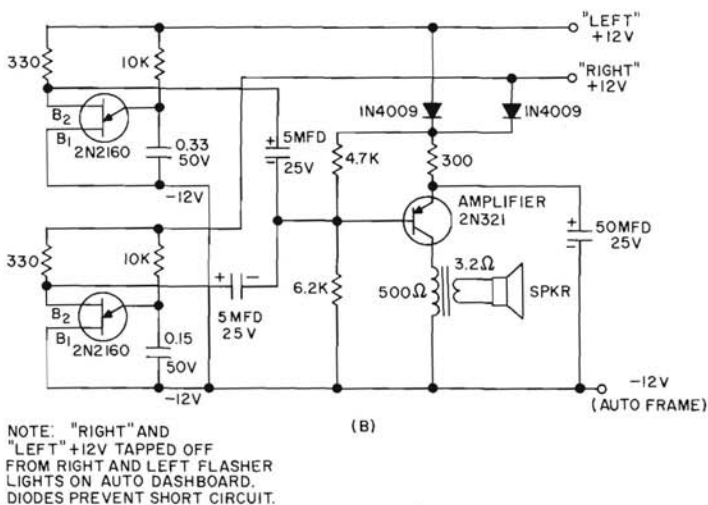 "LEFT"
+12V
330
10K
"RIGHT"
+12V
1N4009
1N4009
B2
B1
2N2160
0.33
50V
+
5MFD
-
25V
4.7K
300
-12V
AMPLIFIER
2N321
+
50MFD
-
25V
330
10K
+ -
5MFD
25V
6.2K
500Ω
3.2Ω
SPKR
B2
B1
2N2160
0.15
50V
-12V
-12V
(AUTO FRAME)
(B)
NOTE: "RIGHT" AND
"LEFT" +12V TAPPED OFF
FROM RIGHT AND LEFT FLASHER
LIGHTS ON AUTO DASHBOARD.
DIODES PREVENT SHORT CIRCUIT.